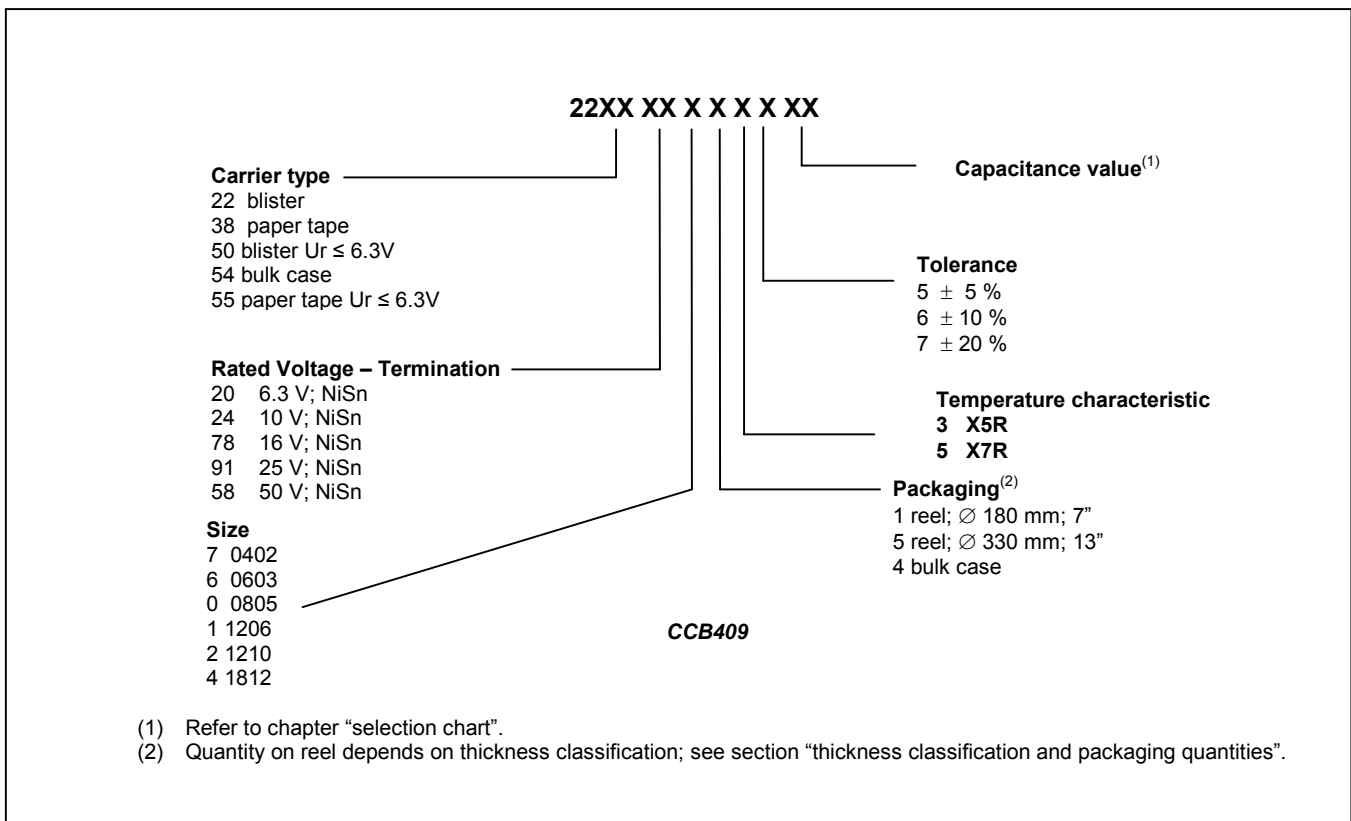 22XX XX X X X X XX
Carrier type
22 blister
38 paper tape
50 blister Ur ≤ 6.3V
54 bulk case
55 paper tape Ur ≤ 6.3V
Rated Voltage – Termination
20 6.3 V; NiSn
24 10 V; NiSn
78 16 V; NiSn
91 25 V; NiSn
58 50 V; NiSn
Size
7 0402
6 0603
0 0805
1 1206
2 1210
4 1812
Capacitance value(1)
Tolerance
5 ± 5 %
6 ± 10 %
7 ± 20 %
Temperature characteristic
3 X5R
5 X7R
Packaging(2)
1 reel; ∅ 180 mm; 7”
5 reel; ∅ 330 mm; 13”
4 bulk case
CCB409
(1) Refer to chapter “selection chart”.
(2) Quantity on reel depends on thickness classification; see section “thickness classification and packaging quantities”.